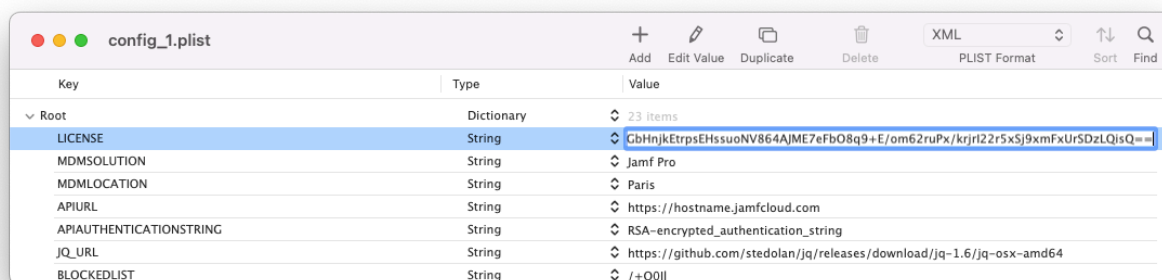 config_1.plist
Add Edit Value Duplicate Delete XML PLIST Format Sort Find
Key Type Value
Root Dictionary 23 items
LICENSE String GbHnjkEtrpsEHssuoNV864AJME7eFbO8q9+E/om62ruPx/krjrl22r5xSj9xmFxUrSDzLQisQ==
MDMSOLUTION String Jamf Pro
MDMLOCATION String Paris
APIURL String https://hostname.jamfcloud.com
APIAUTHENTICATIONSTRING String RSA-encrypted_authentication_string
JQ_URL String https://github.com/stedolan/jq/releases/download/jq-1.6/jq-osx-amd64
BLOCKEDLIST String